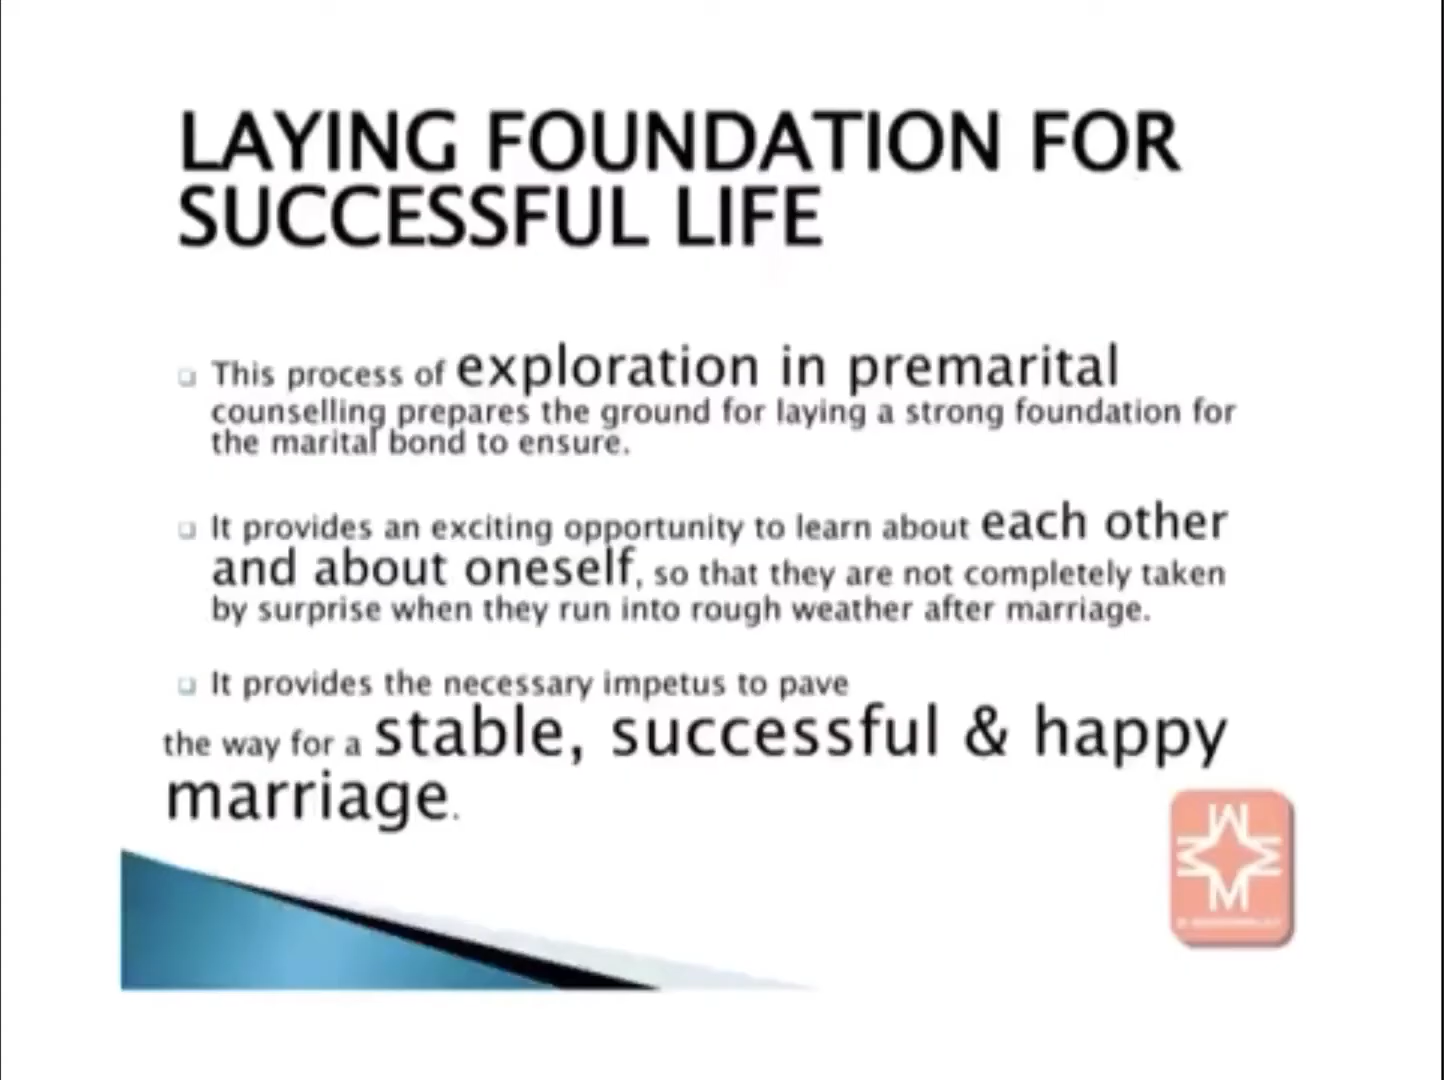 LAYING FOUNDATION FOR
SUCCESSFUL LIFE
This process of exploration in premarital
counselling prepares the ground for laying a strong foundation for
the marital bond to ensure.
It provides an exciting opportunity to learn about each other
and about oneself, so that they are not completely taken
by surprise when they run into rough weather after marriage.
It provides the necessary impetus to pave
the way for a stable, successful & happy
marriage.